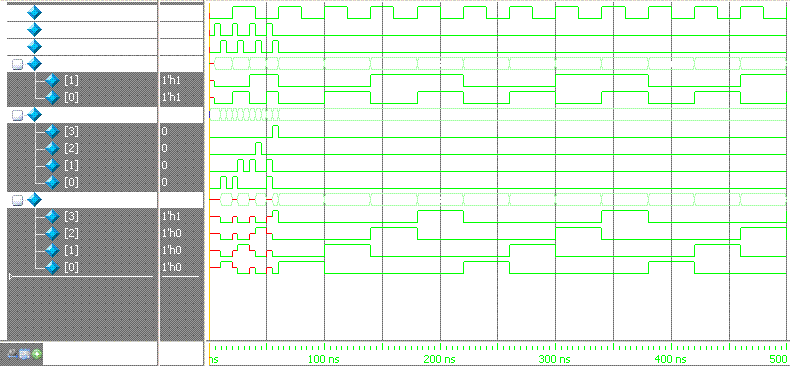 [1] 1'h1
[0] 1'h1
[3] 0
[2] 0
[1] 0
[0] 0
[3] 1'h1
[2] 1'h0
[1] 1'h0
[0] 1'h0
ns 100 ns 200 ns 300 ns 400 ns 500